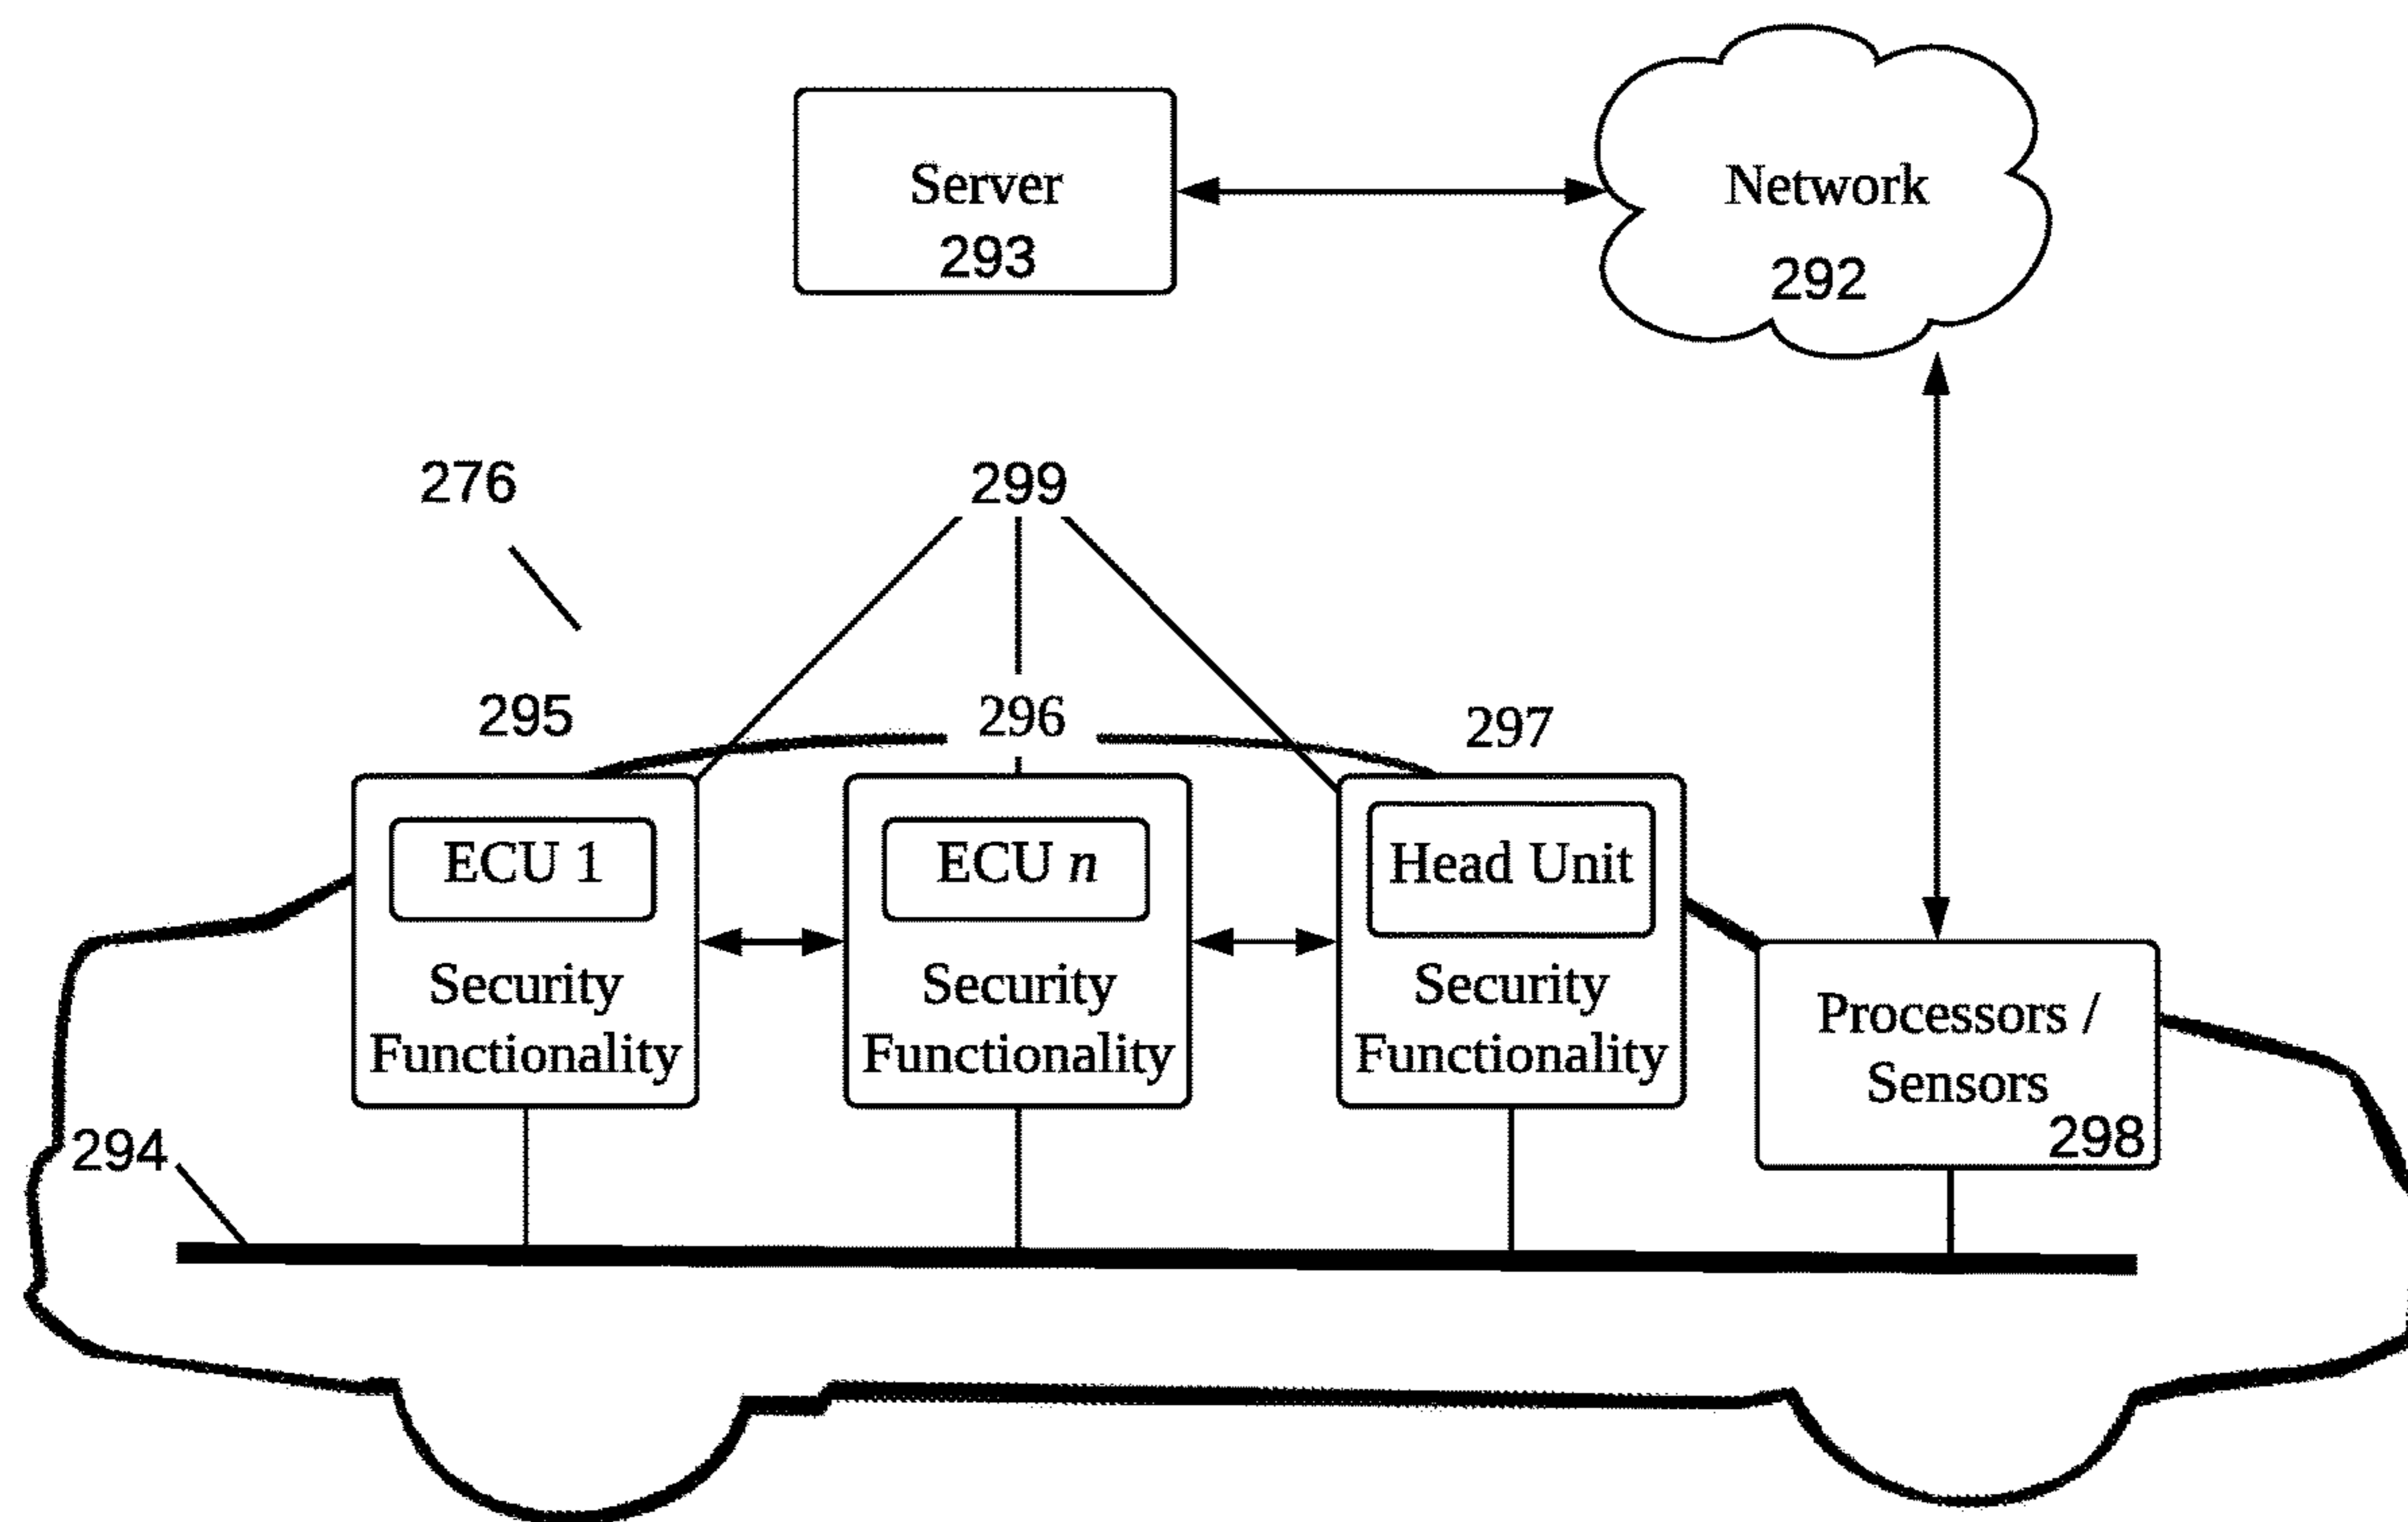 Server
293
Network
292
276
299
295
296
297
ECU 1
Security
Functionality
ECU n
Security
Functionality
Head Unit
Security
Functionality
Processors /
Sensors
298
294